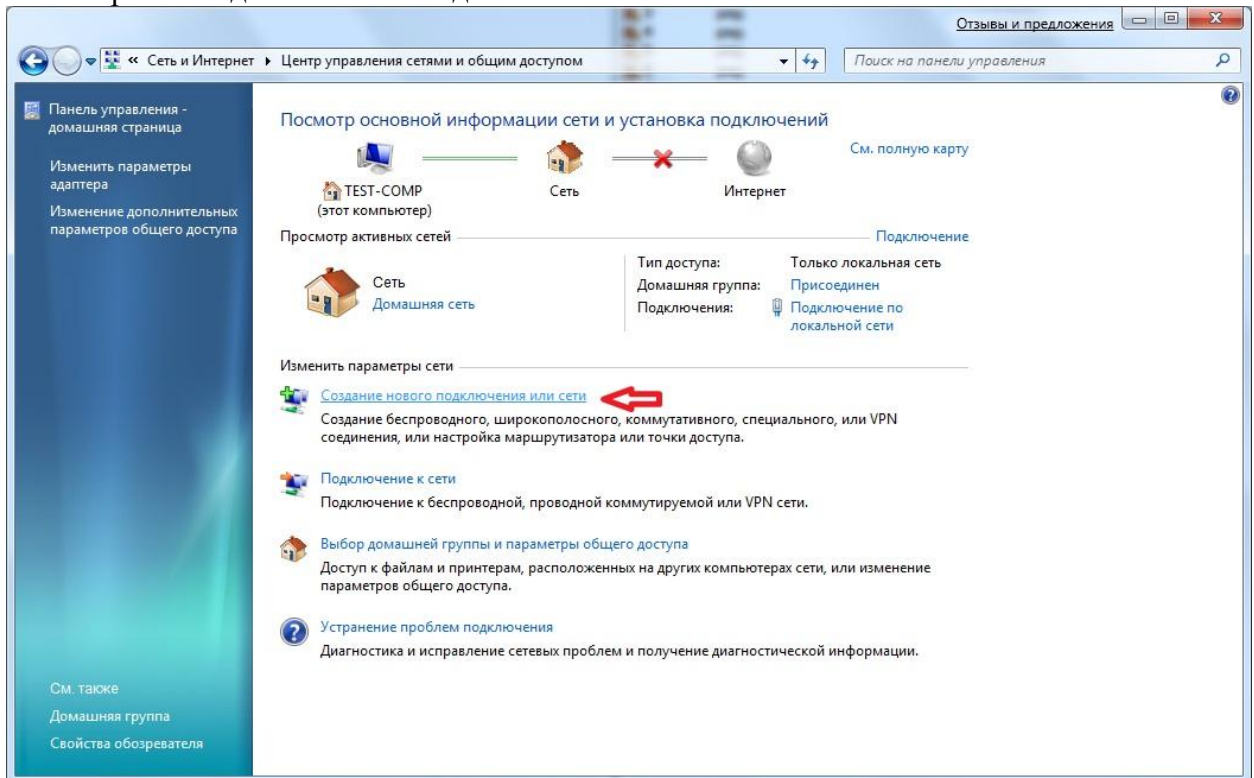 Отзывы и предложения
« Сеть и Интернет ▸ Центр управления сетями и общим доступом
Поиск на панели управления
Панель управления -
домашняя страница
Изменить параметры
адаптера
Изменение дополнительных
параметров общего доступа
Посмотр основной информации сети и установка подключений
См. полную карту
TEST-COMP
(этот компьютер)
Сеть
Интернет
Просмотр активных сетей
Подключение
Сеть
Домашняя сеть
Тип доступа: Только локальная сеть
Домашняя группа: Присоединен
Подключения: Подключение по
локальной сети
Изменить параметры сети
Создание нового подключения или сети
Создание беспроводного, широкополосного, коммутативного, специального, или VPN
соединения, или настройка маршрутизатора или точки доступа.
Подключение к сети
Подключение к беспроводной, проводной коммутируемой или VPN сети.
Выбор домашней группы и параметры общего доступа
Доступ к файлам и принтерам, расположенных на других компьютерах сети, или изменение
параметров общего доступа.
Устранение проблем подключения
Диагностика и исправление сетевых проблем и получение диагностической информации.
См. также
Домашняя группа
Свойства обозревателя